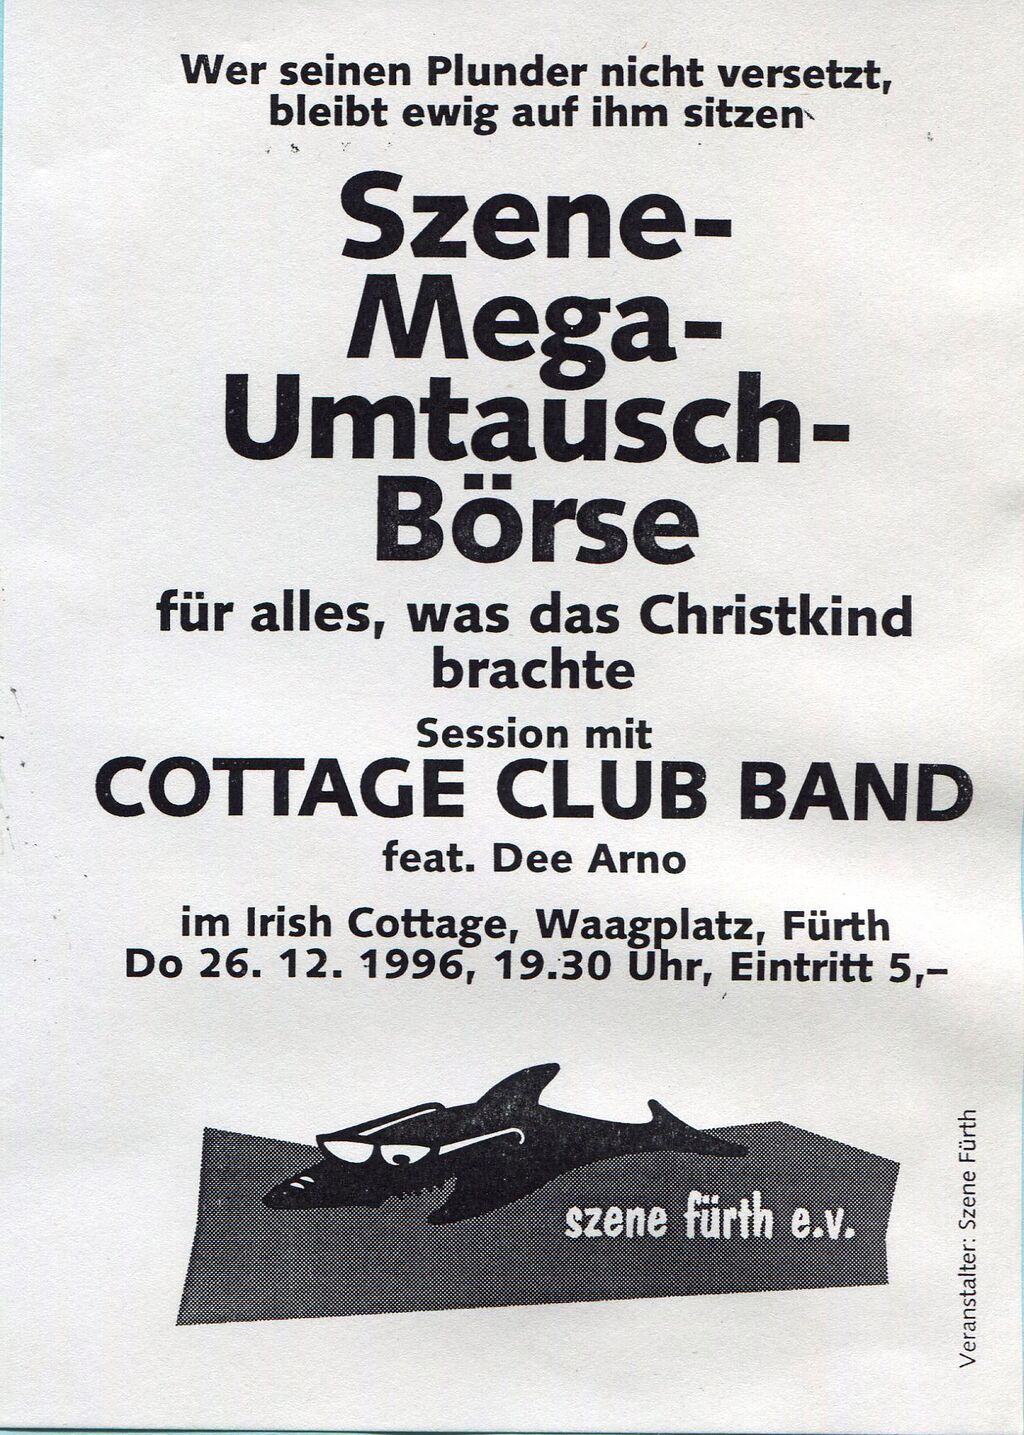 Wer seinen Plunder nicht versetzt,
bleibt ewig auf ihm sitzen
Szene-
Mega-
Umtausch-
Börse
für alles, was das Christkind
brachte
Session mit
COTTAGE CLUB BAND
feat. Dee Arno
im Irish Cottage, Waagplatz, Fürth
Do 26. 12. 1996, 19.30 Uhr, Eintritt 5,–
szene fürth e.v.
Veranstalter: Szene Fürth